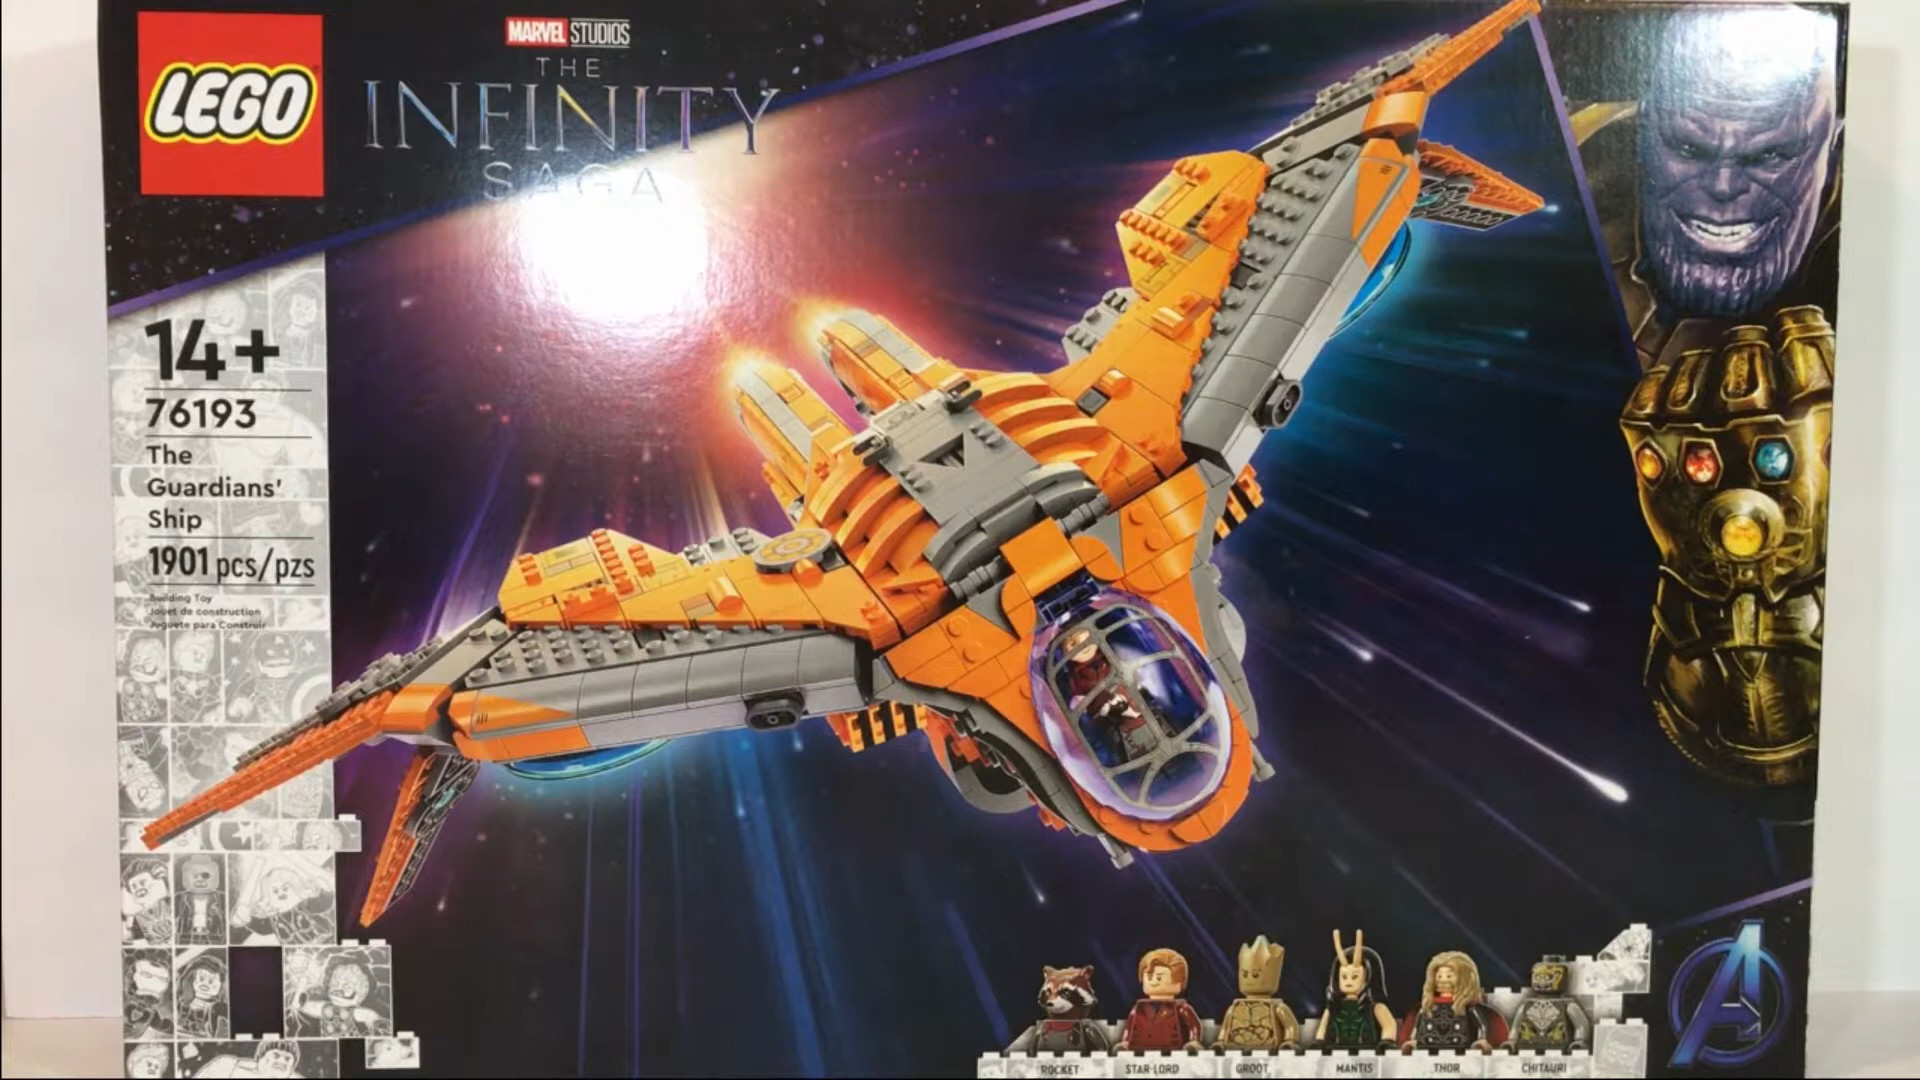 LEGO
MARVEL STUDIOS
THE
INFINITY
SAGA
14+
76193
The
Guardians'
Ship
1901 pcs/pzs
Building Toy
Jouet de construction
Juguete para Construir
ROCKET STAR-LORD GROOT MANTIS THOR CHITAURI